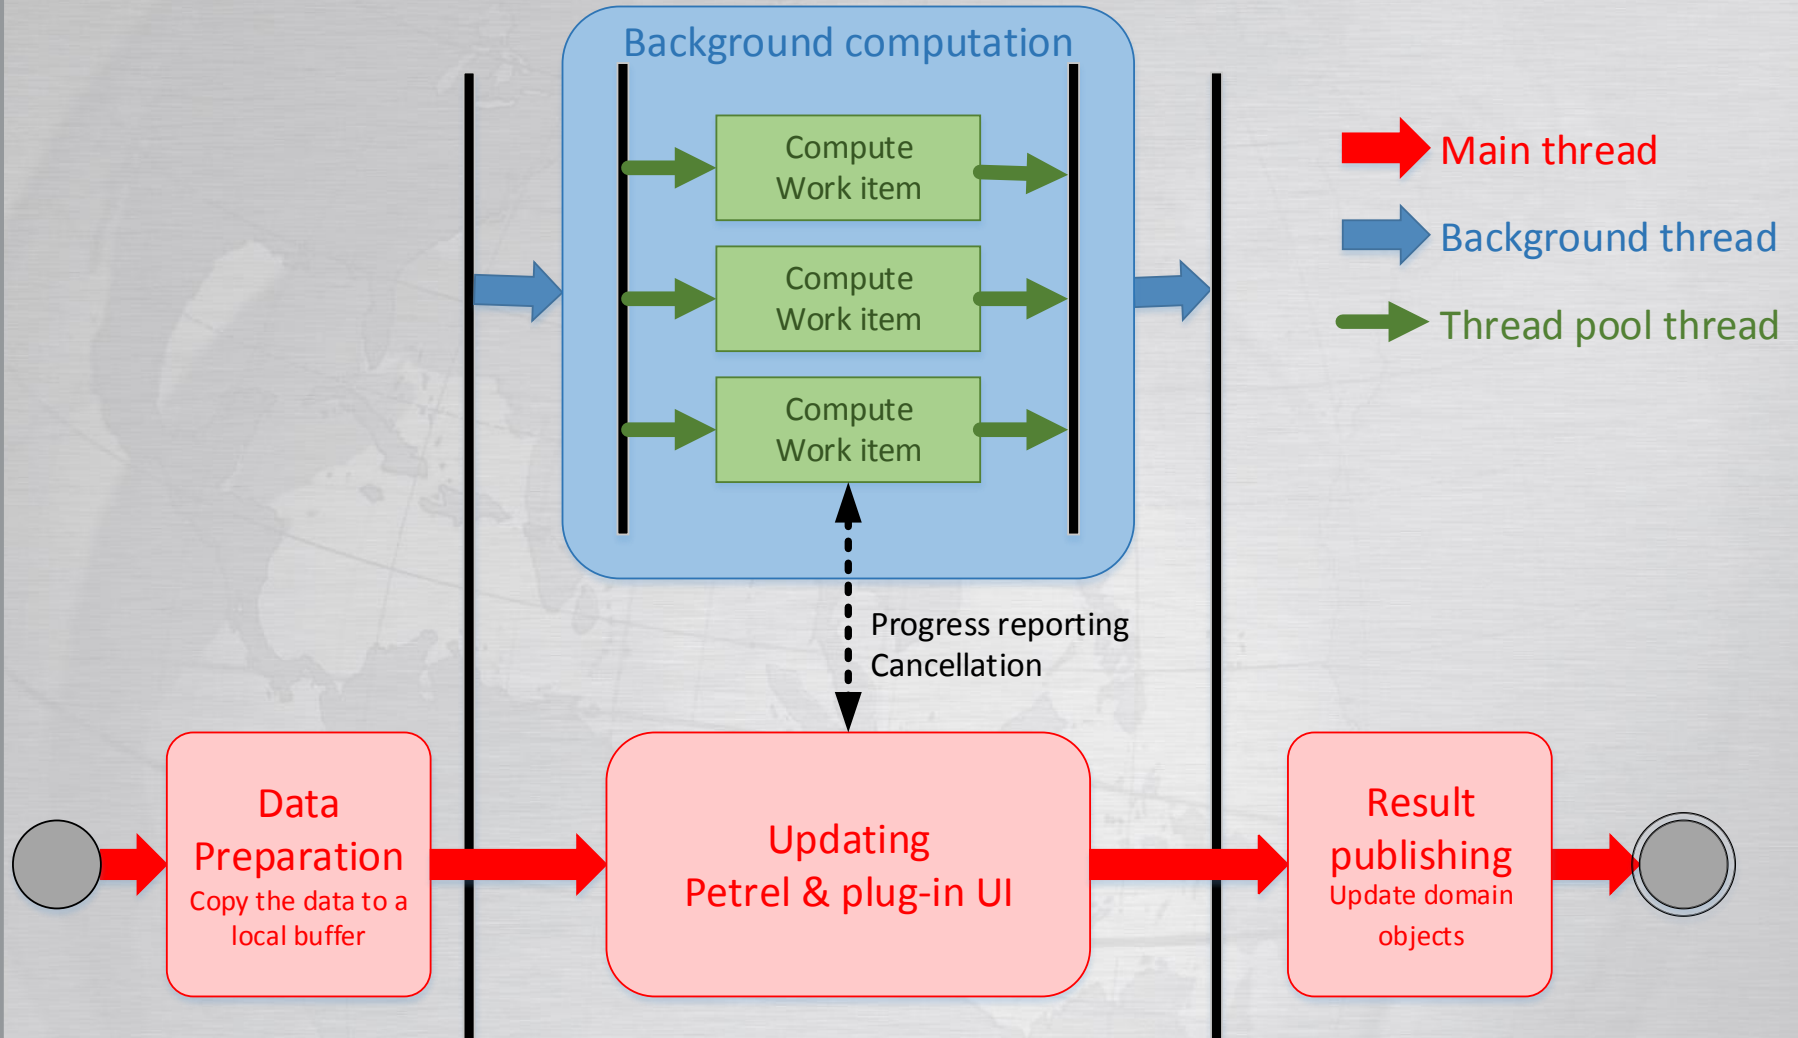 Background computation
Compute
Work item
Compute
Work item
Compute
Work item
Main thread
Background thread
Thread pool thread
Progress reporting
Cancellation
Data
Preparation
Copy the data to a
local buffer
Updating
Petrel & plug-in UI
Result
publishing
Update domain
objects